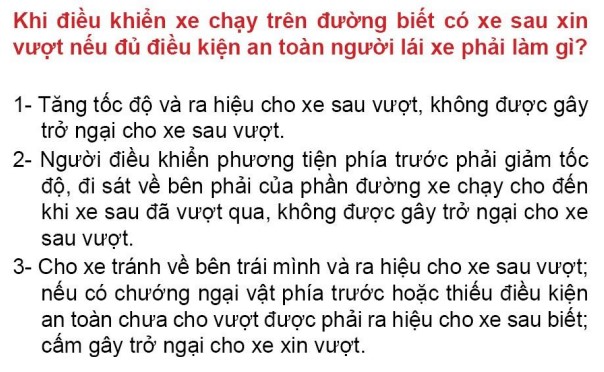 Khi điều khiển xe chạy trên đường biết có xe sau xin
vượt nếu đủ điều kiện an toàn người lái xe phải làm gì?
1- Tăng tốc độ và ra hiệu cho xe sau vượt, không được gây
trở ngại cho xe sau vượt.
2- Người điều khiển phương tiện phía trước phải giảm tốc
độ, đi sát về bên phải của phần đường xe chạy cho đến
khi xe sau đã vượt qua, không được gây trở ngại cho xe
sau vượt.
3- Cho xe tránh về bên trái mình và ra hiệu cho xe sau vượt;
nếu có chướng ngại vật phía trước hoặc thiếu điều kiện
an toàn chưa cho vượt được phải ra hiệu cho xe sau biết;
cấm gây trở ngại cho xe xin vượt.